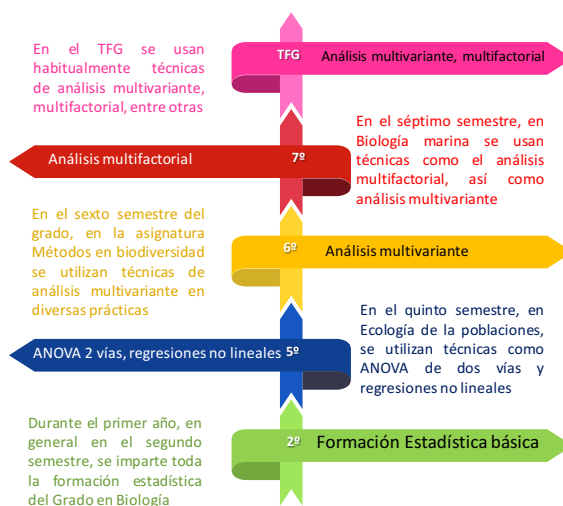 En el TFG se usan
habitualmente técnicas
de análisis multivariante,
multifactorial, entre otras
TFG
Análisis multivariante, multifactorial
En el séptimo semestre, en
Biología marina se usan
técnicas como el análisis
multifactorial, así como
análisis multivariante
Análisis multifactorial
7º
En el sexto semestre del
grado, en la asignatura
Métodos en biodiversidad
se utilizan técnicas de
análisis multivariante en
diversas prácticas
6º
Análisis multivariante
En el quinto semestre, en
Ecología de la poblaciones,
se utilizan técnicas como
ANOVA de dos vías y
regresiones no lineales
ANOVA 2 vías, regresiones no lineales
5º
Durante el primer año, en
general en el segundo
semestre, se imparte toda
la formación estadística
del Grado en Biología
2º
Formación Estadística básica